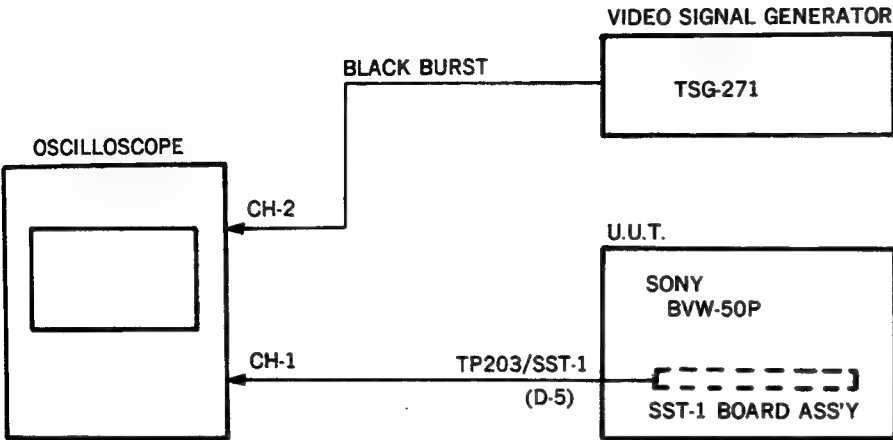 VIDEO SIGNAL GENERATOR
BLACK BURST
TSG-271
OSCILLOSCOPE
CH-2
U.U.T.
SONY
BVW-50P
CH-1
TP203/SST-1
(D-5)
SST-1 BOARD ASS'Y